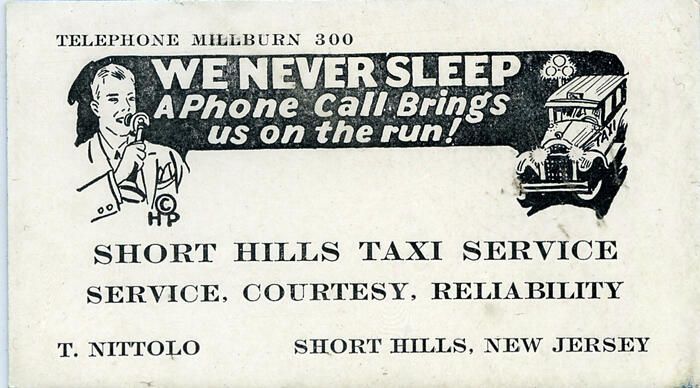 TELEPHONE MILLBURN 300
WE NEVER SLEEP
A Phone Call Brings
us on the run!
TAXI
© HP
SHORT HILLS TAXI SERVICE
SERVICE, COURTESY, RELIABILITY
T. NITTOLO SHORT HILLS, NEW JERSEY